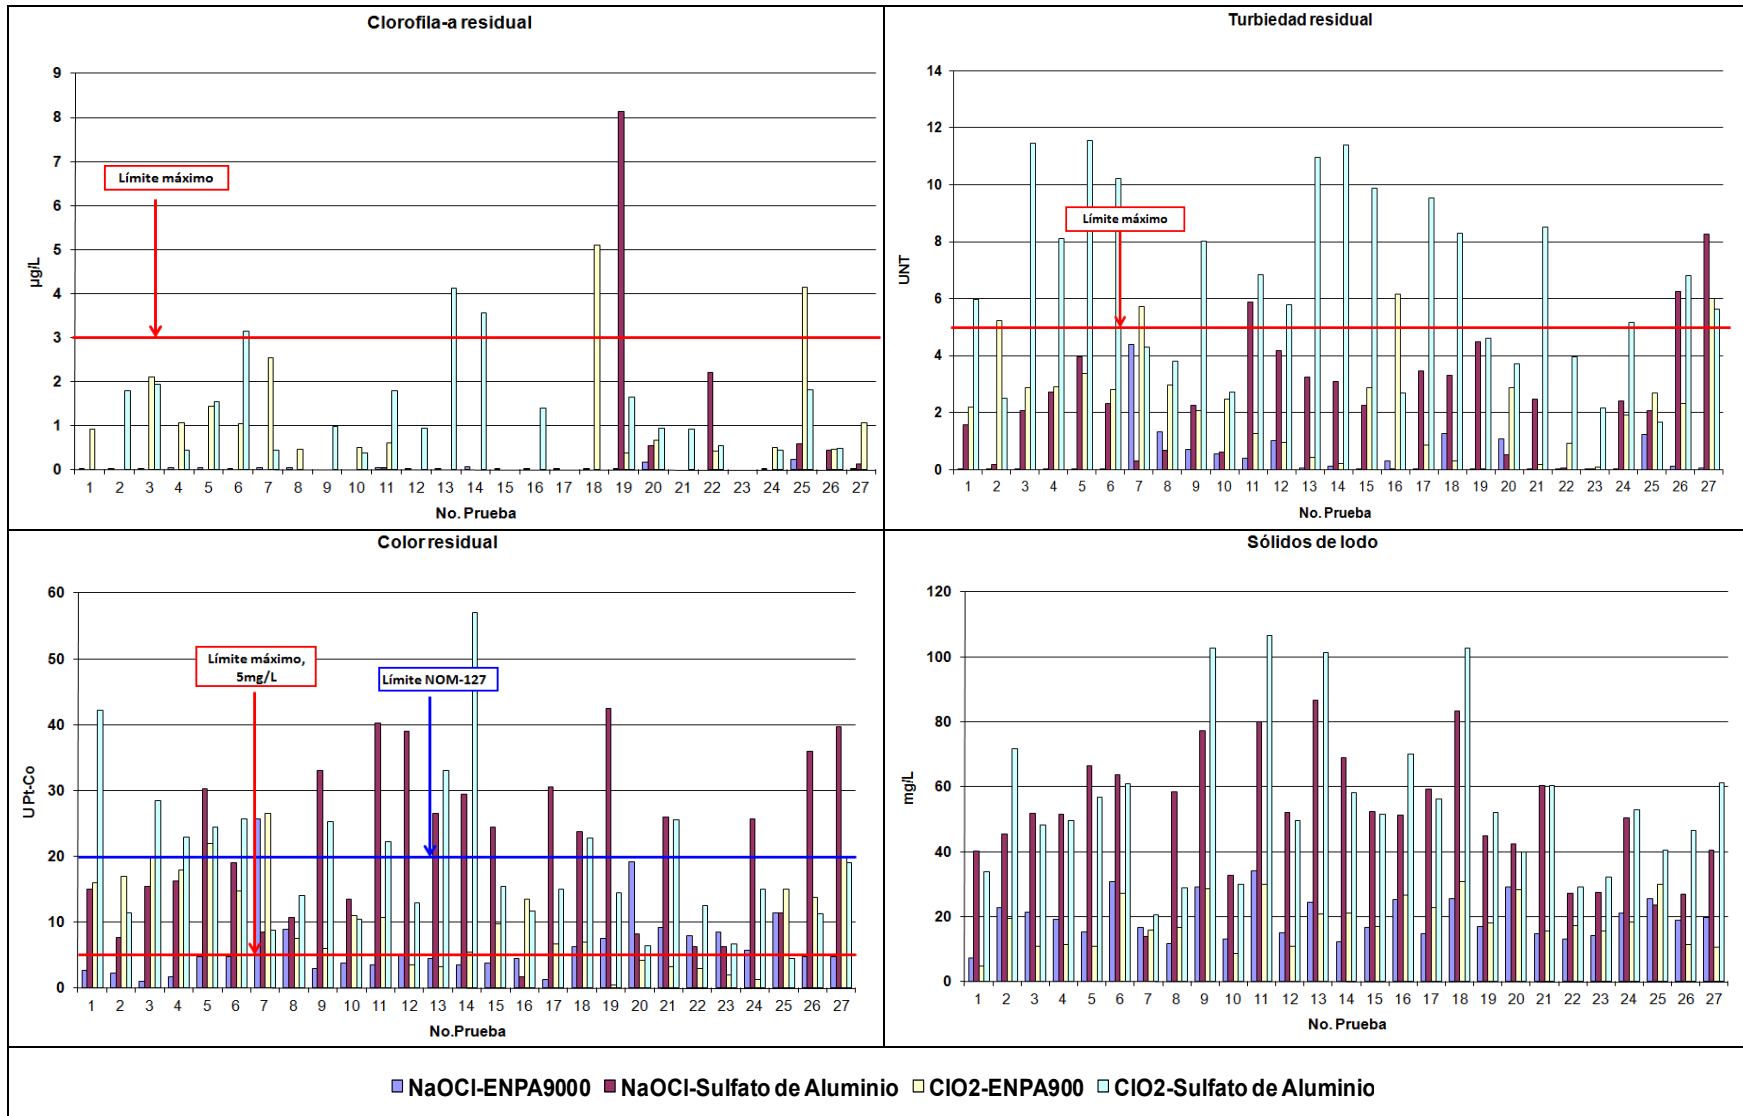 Clorofila-a residual
9
8
7
6
5
4
3
2
1
0
µg/L
Límite máximo
1 2 3 4 5 6 7 8 9 10 11 12 13 14 15 16 17 18 19 20 21 22 23 24 25 26 27
No. Prueba
Turbiedad residual
14
12
10
8
6
4
2
0
UNT
Límite máximo
1 2 3 4 5 6 7 8 9 10 11 12 13 14 15 16 17 18 19 20 21 22 23 24 25 26 27
No. Prueba
Color residual
60
50
40
30
20
10
0
U Pt-Co
Límite máximo,
5mg/L
Límite NOM-127
1 2 3 4 5 6 7 8 9 10 11 12 13 14 15 16 17 18 19 20 21 22 23 24 25 26 27
No.Prueba
Sólidos de lodo
120
100
80
60
40
20
0
mg/L
1 2 3 4 5 6 7 8 9 10 11 12 13 14 15 16 17 18 19 20 21 22 23 24 25 26 27
No. Prueba
NaOCl-ENPA9000 NaOCl-Sulfato de Aluminio ClO2-ENPA900 ClO2-Sulfato de Aluminio